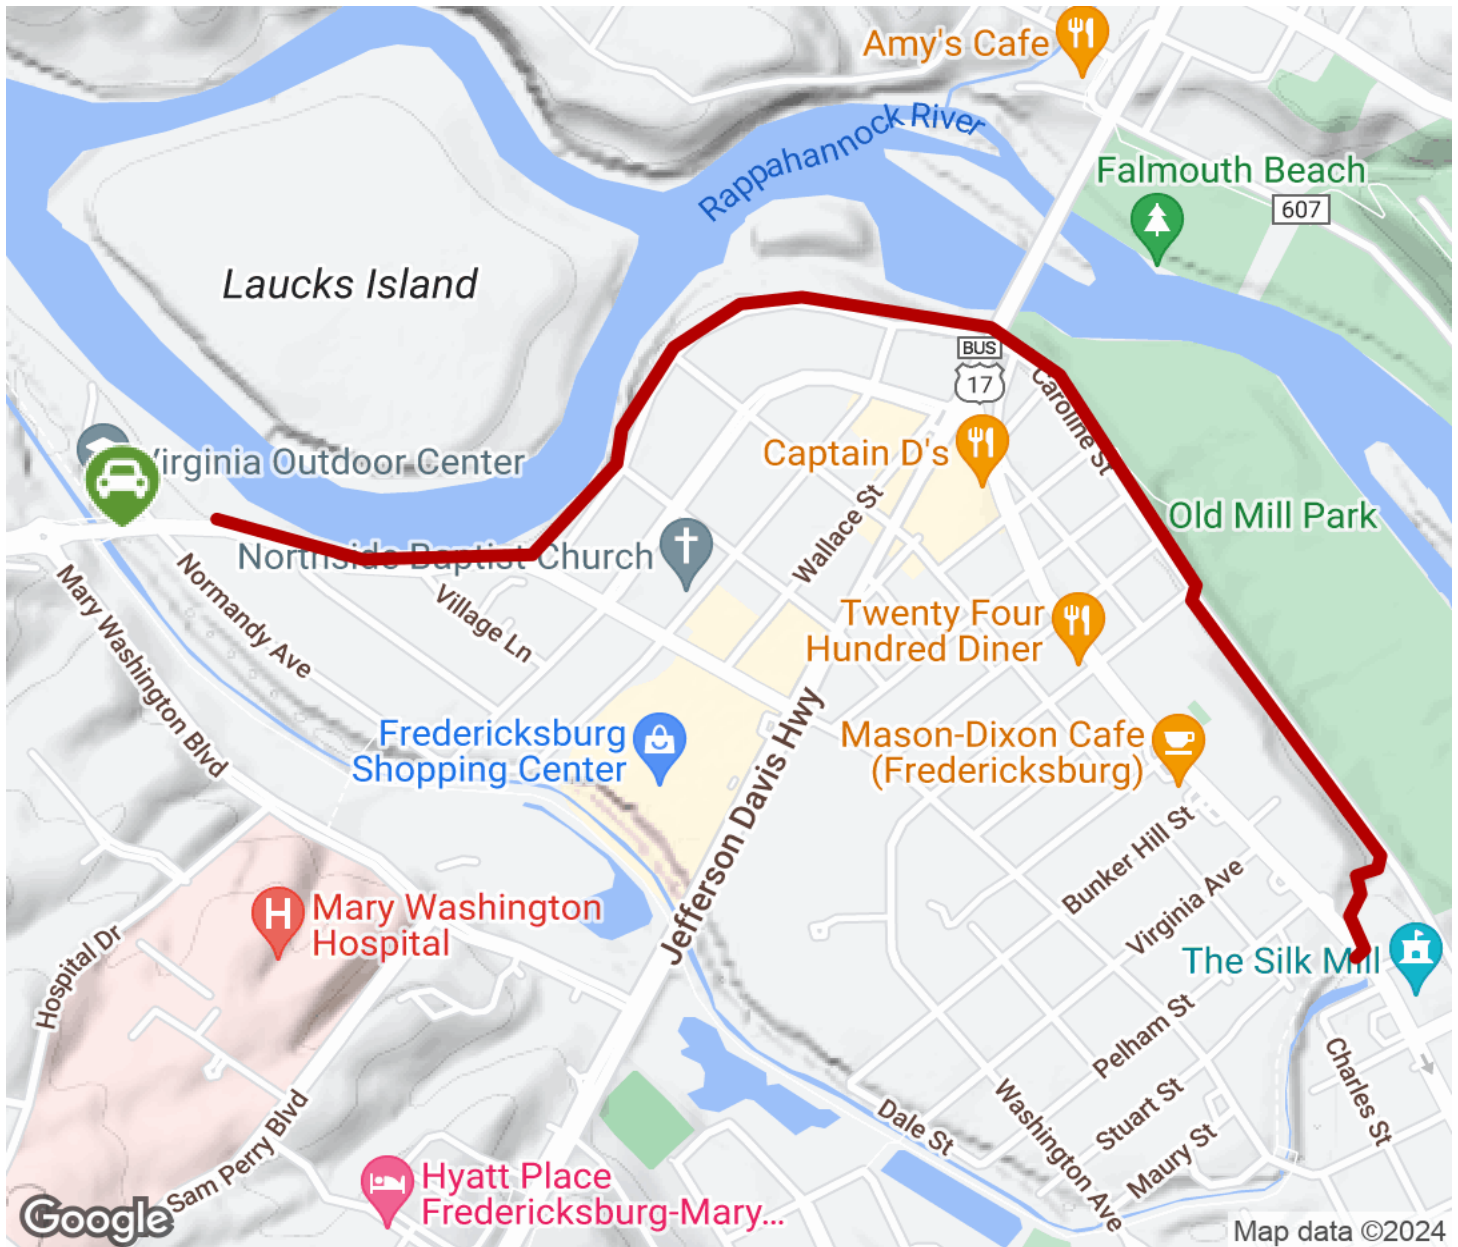 Amy's Cafe
Rappahannock River
Falmouth Beach
607
Laucks Island
BUS
17
Caroline St
Captain D's
Virginia Outdoor Center
Wallace St
Old Mill Park
Northside Baptist Church
Normandy Ave
Mary Washington Blvd
Village Ln
Twenty Four
Hundred Diner
Fredericksburg
Shopping Center
Jefferson Davis Hwy
Mason-Dixon Cafe
(Fredericksburg)
Bunker Hill St
Virginia Ave
H
Mary Washington
Hospital
Hospital Dr
The Silk Mill
Pelham St
Charles St
Washington Ave
Stuart St
Dale St
Maury St
Sam Perry Blvd
Hyatt Place
Fredericksburg-Mary...
Google
Map data ©2024